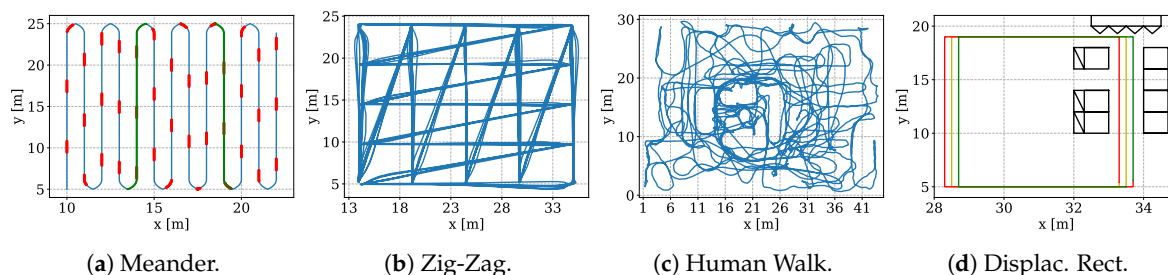 25
20
15
10
5
y [m]
10 15 20
x [m]
(a) Meander.
25
20
15
10
5
y [m]
13 18 23 28 33
x [m]
(b) Zig-Zag.
30
20
10
0
y [m]
1 6 11 16 21 26 31 36 41
x [m]
(c) Human Walk.
20
15
10
5
y [m]
28 30 32 34
x [m]
(d) Displac. Rect.